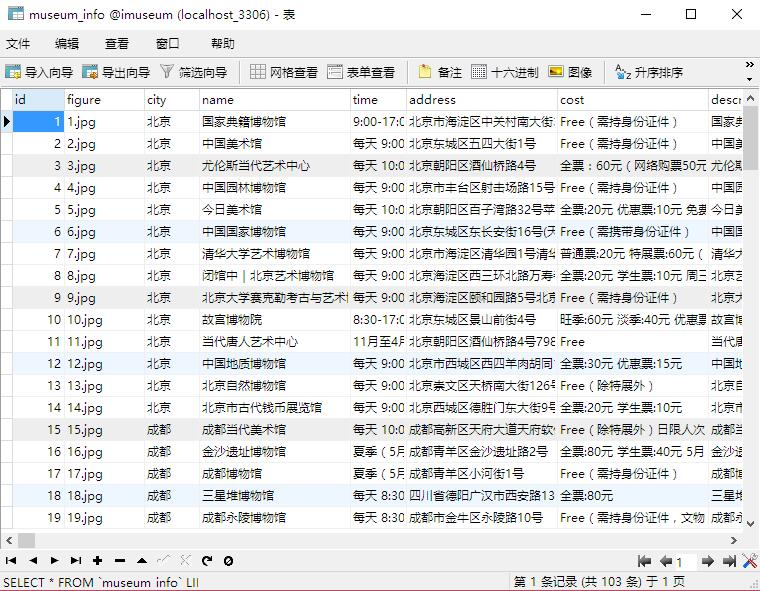 museum_info @imuseum (localhost_3306) - 表
文件 编辑 查看 窗口 帮助
导入向导 导出向导 筛选向导 网格查看 表单查看 备注 十六进制 图像 升序排序 »
id figure city name time address cost descr
1 1.jpg 北京 国家典籍博物馆 9:00-17:0 北京市海淀区中关村南大街 Free（需持身份证件） 国家典
2 2.jpg 北京 中国美术馆 每天 9:00 北京东城区五四大街1号 Free（需持身份证件） 中国美
3 3.jpg 北京 尤伦斯当代艺术中心 每天 10:0 北京朝阳区酒仙桥路4号 全票：60元（网络购票50元 尤伦斯
4 4.jpg 北京 中国园林博物馆 每天 9:00 北京市丰台区射击场路15号 Free（需持身份证件） 中国园
5 5.jpg 北京 今日美术馆 每天 10:0 北京朝阳区百子湾路32号苹 全票:20元 优惠票:10元 免费 今日美
6 6.jpg 北京 中国国家博物馆 每天 9:00 北京东城区东长安街16号(天 Free（需携带身份证件） 中国国
7 7.jpg 北京 清华大学艺术博物馆 每天 9:00 北京市海淀区清华园1号清华 普通票:20元 特展票:60元（ 清华大
8 8.jpg 北京 闭馆中｜北京艺术博物馆 每天 9:00 北京海淀区西三环北路万寿寺 全票:20元 学生票:10元 周三 北京艺
9 9.jpg 北京 北京大学赛克勒考古与艺术 每天 9:00 北京海淀区颐和园路5号北京 Free（需持身份证件） 北京大
10 10.jpg 北京 故宫博物院 8:30-17:0 北京东城区景山前街4号 旺季:60元 淡季:40元 优惠票 故宫博
11 11.jpg 北京 当代唐人艺术中心 11月至4月 北京朝阳区酒仙桥路4号798 Free 当代唐
12 12.jpg 北京 中国地质博物馆 每天 9:00 北京市西城区西四羊肉胡同 全票:30元 优惠票:15元 中国地
13 13.jpg 北京 北京自然博物馆 每天 9:00 北京崇文区天桥南大街126号 Free（除特展外） 北京自
14 14.jpg 北京 北京市古代钱币展览馆 每天 9:00 北京西城区德胜门东大街9号 全票:20元 学生票:10元 北京市
15 15.jpg 成都 成都当代美术馆 每天 10:0 成都高新区天府大道天府软件 Free（除特展外）日限人次 成都当
16 16.jpg 成都 金沙遗址博物馆 夏季（5月 成都青羊区金沙遗址路2号 全票:80元 学生票:40元 5月 金沙遗
17 17.jpg 成都 成都博物馆 夏季（5月 成都青羊区小河街1号 Free（需持身份证件） 成都博
18 18.jpg 成都 三星堆博物馆 每天 8:30 四川省德阳广汉市西安路13 全票:80元 三星堆
19 19.jpg 成都 成都永陵博物馆 每天 8:30 成都市金牛区永陵路10号 Free（需持身份证件，文物 成都永
1
SELECT * FROM `museum_info` LII 第 1 条记录 (共 103 条) 于 1 页